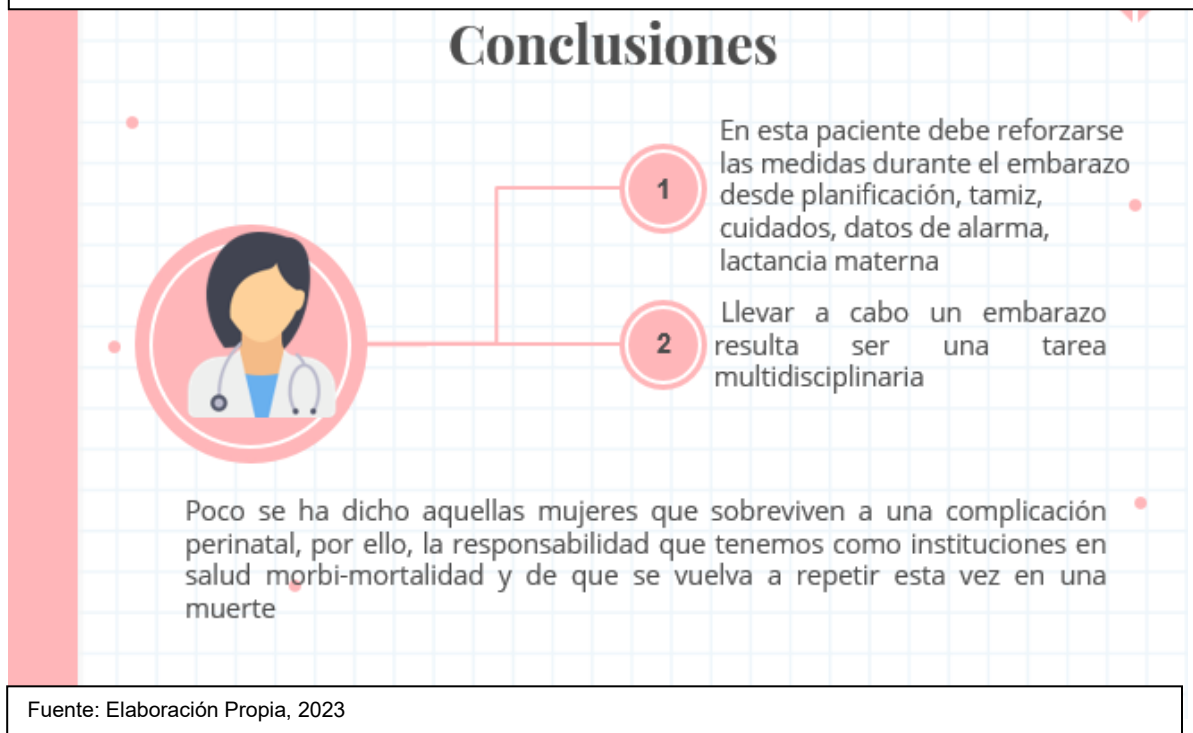 Conclusiones
1
En esta paciente debe reforzarse
las medidas durante el embarazo
desde planificación, tamiz,
cuidados, datos de alarma,
lactancia materna
2
Llevar a cabo un embarazo
resulta ser una tarea
multidisciplinaria
Poco se ha dicho aquellas mujeres que sobreviven a una complicación
perinatal, por ello, la responsabilidad que tenemos como instituciones en
salud morbi-mortalidad y de que se vuelva a repetir esta vez en una
muerte
Fuente: Elaboración Propia, 2023